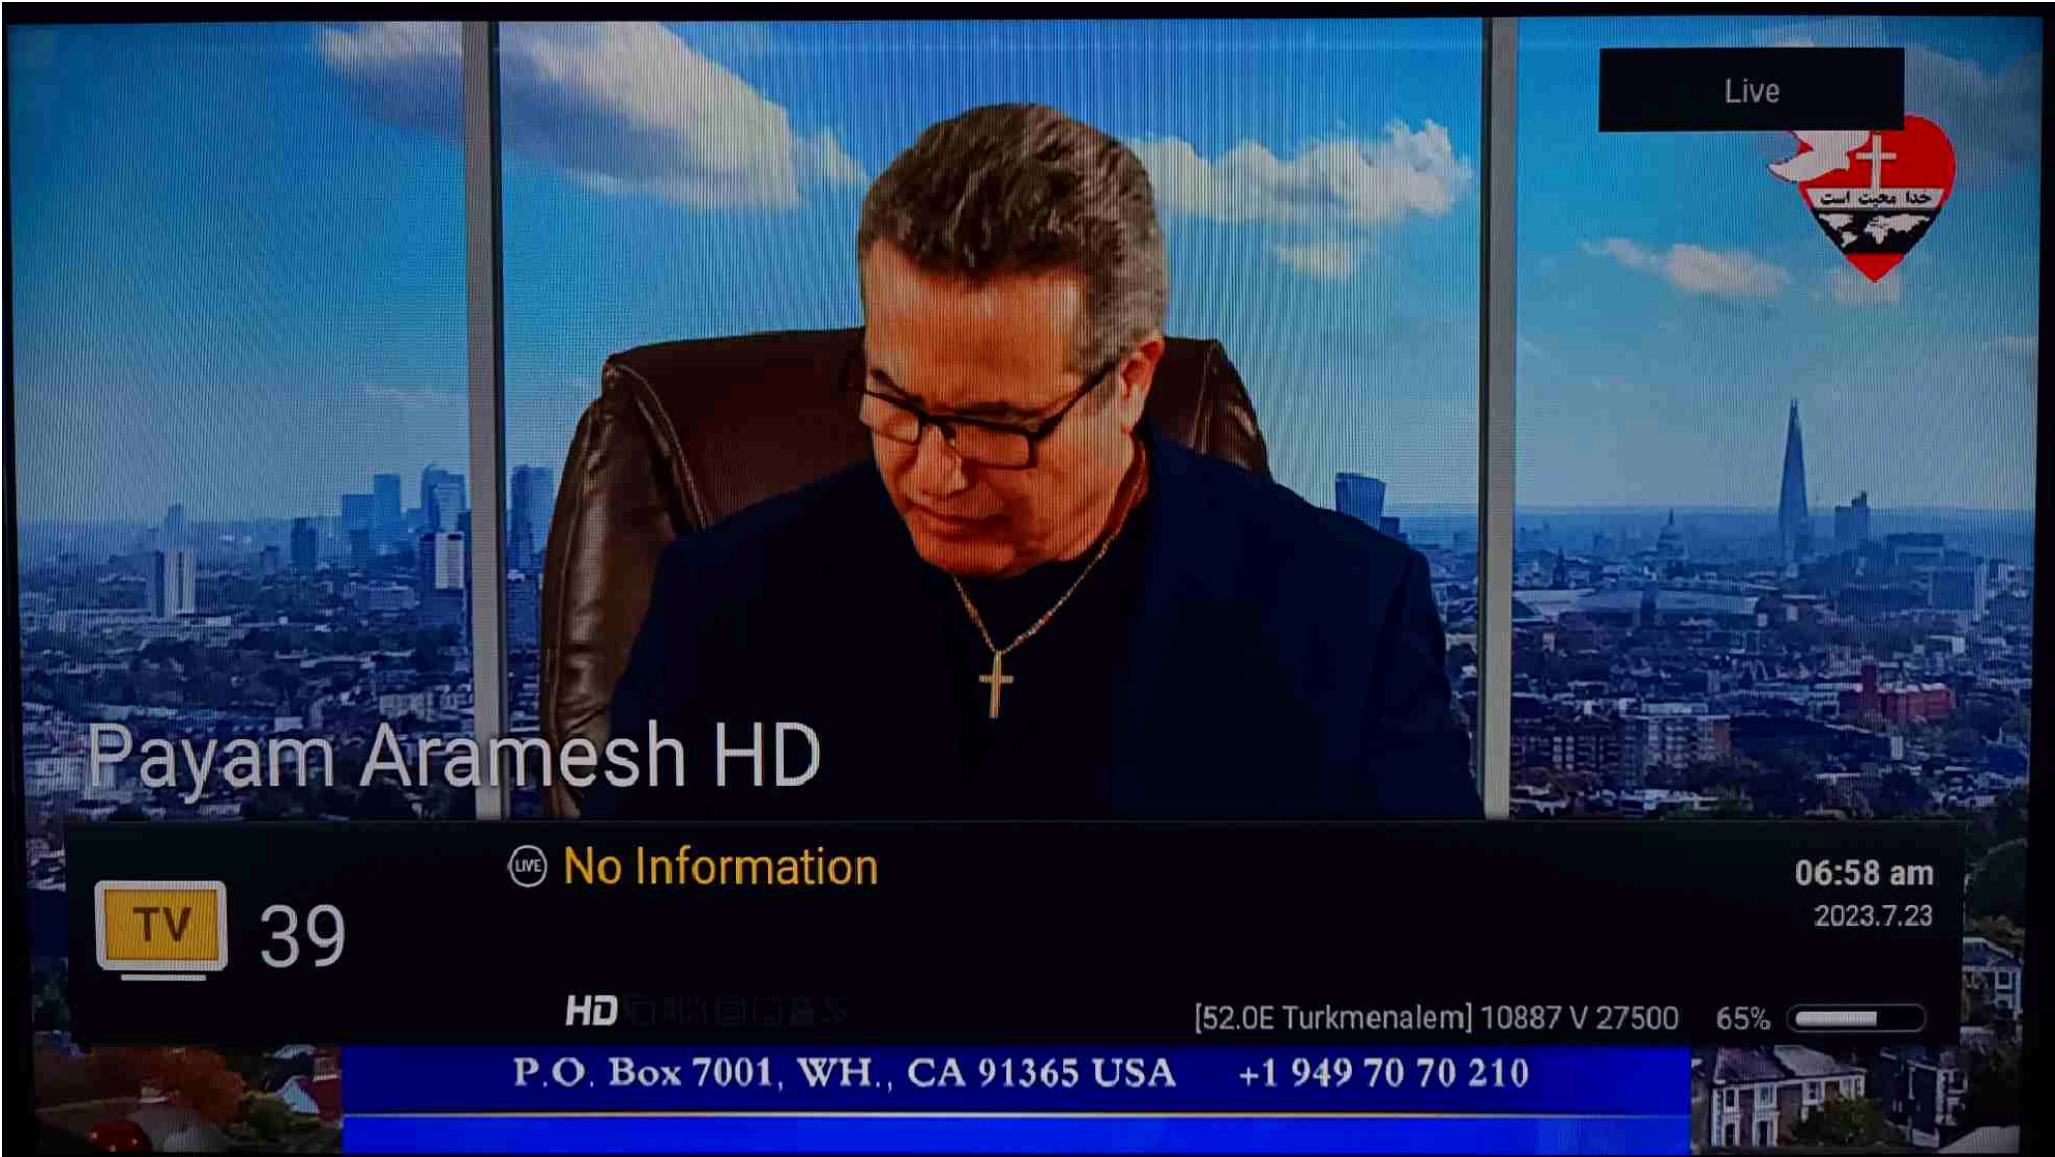 Live
خدا محبت است
Payam Aramesh HD
LIVE No Information
06:58 am
2023.7.23
TV 39
HD
[52.0E Turkmenalem] 10887 V 27500 65%
P.O. Box 7001, WH., CA 91365 USA +1 949 70 70 210